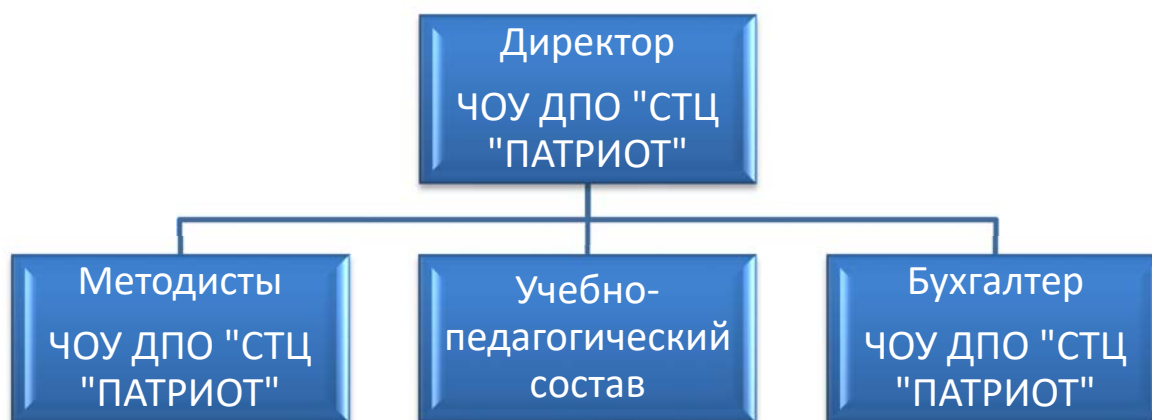 Директор
ЧОУ ДПО "СТЦ
"ПАТРИОТ"
Методисты
ЧОУ ДПО "СТЦ
"ПАТРИОТ"
Учебно-
педагогический
состав
Бухгалтер
ЧОУ ДПО "СТЦ
"ПАТРИОТ"